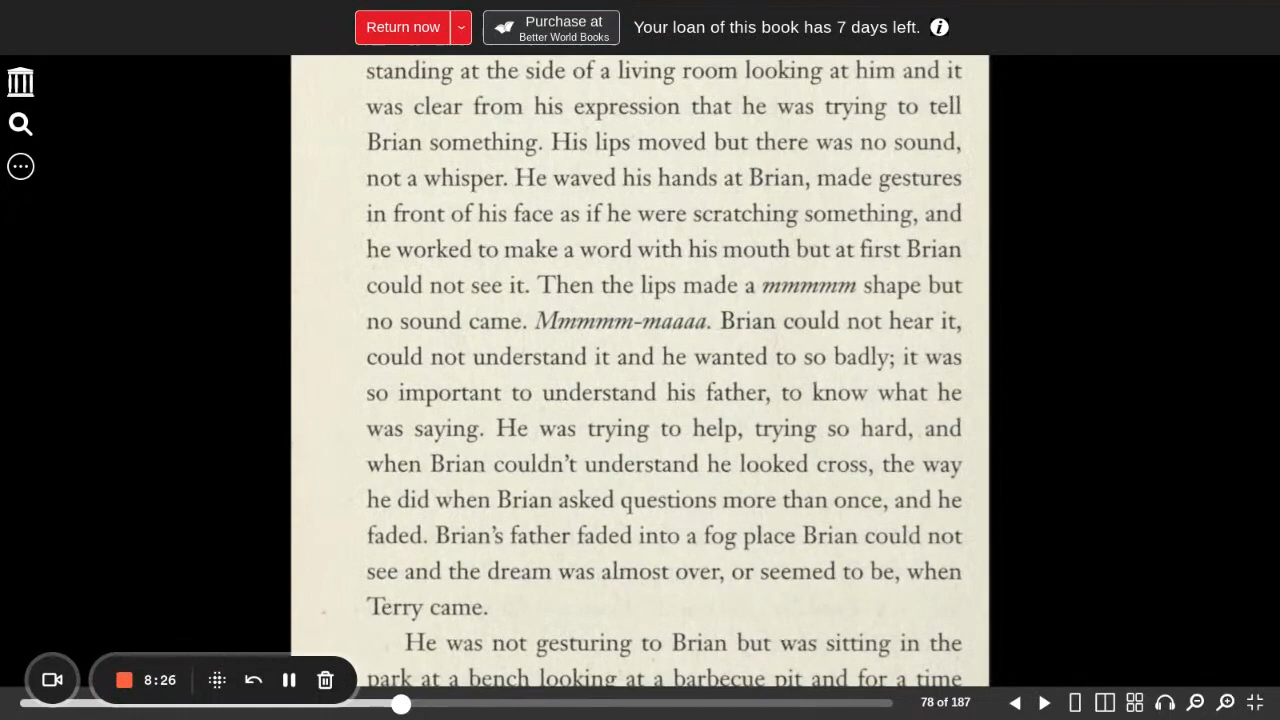 Return now
Purchase at
Better World Books
Your loan of this book has 7 days left.
standing at the side of a living room looking at him and it
was clear from his expression that he was trying to tell
Brian something. His lips moved but there was no sound,
not a whisper. He waved his hands at Brian, made gestures
in front of his face as if he were scratching something, and
he worked to make a word with his mouth but at first Brian
could not see it. Then the lips made a mmmmm shape but
no sound came. Mmmmm-maaaa. Brian could not hear it,
could not understand it and he wanted to so badly; it was
so important to understand his father, to know what he
was saying. He was trying to help, trying so hard, and
when Brian couldn’t understand he looked cross, the way
he did when Brian asked questions more than once, and he
faded. Brian’s father faded into a fog place Brian could not
see and the dream was almost over, or seemed to be, when
Terry came.
He was not gesturing to Brian but was sitting in the
park at a bench looking at a barbecue pit and for a time
8:26
78 of 187